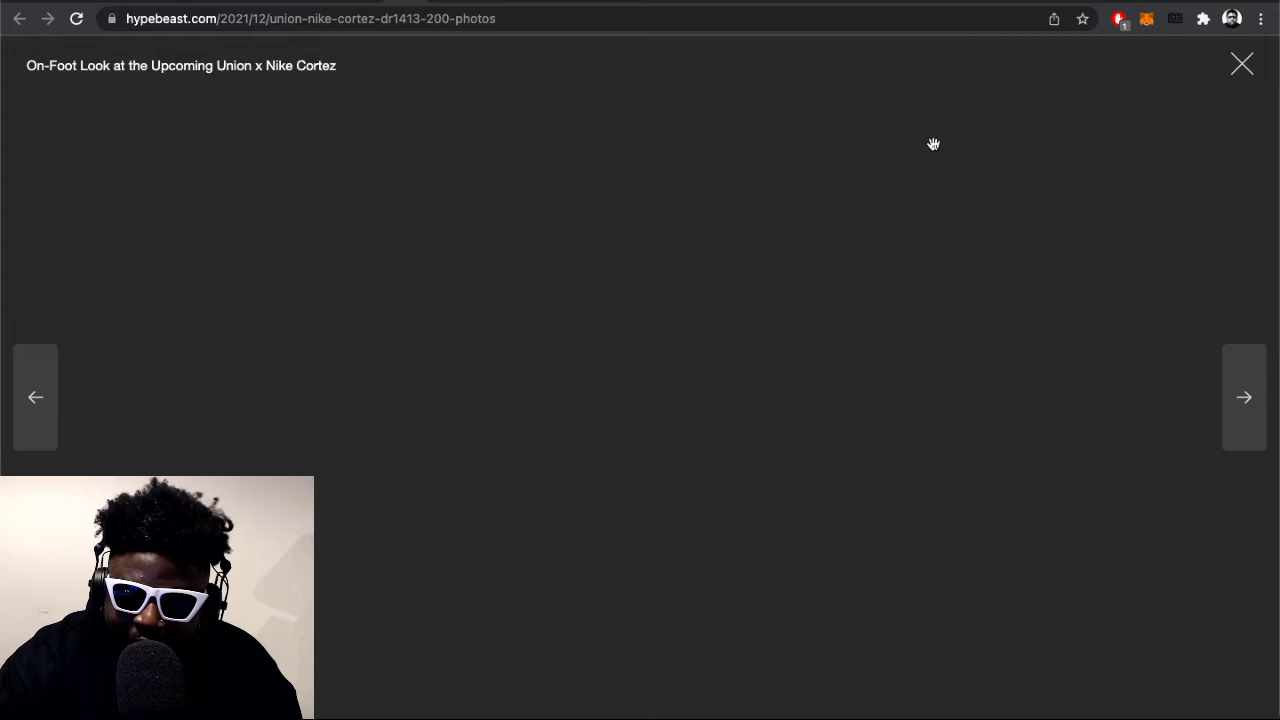 hypebeast.com/2021/12/union-nike-cortez-dr1413-200-photos
1
On-Foot Look at the Upcoming Union x Nike Cortez